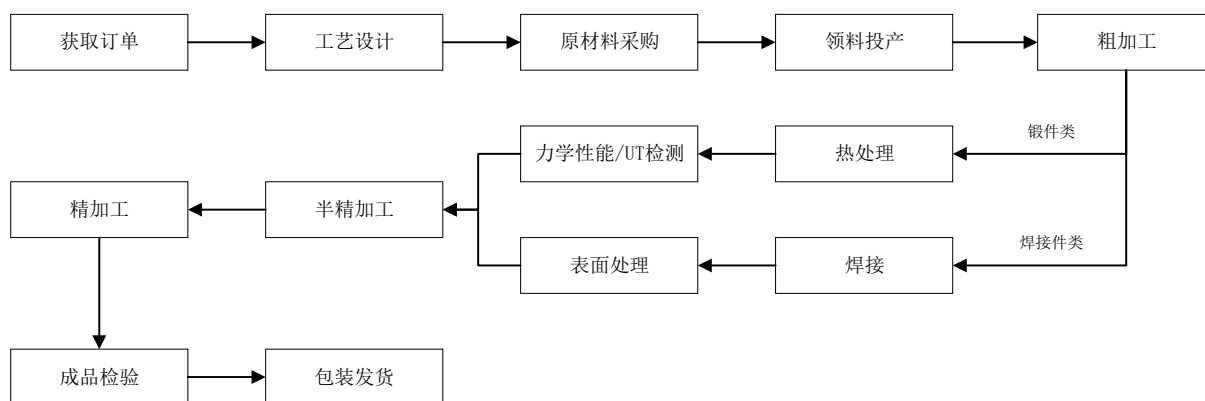 获取订单
工艺设计
原材料采购
领料投产
粗加工
锻件类
力学性能/UT检测
热处理
精加工
半精加工
焊接件类
表面处理
焊接
成品检验
包装发货